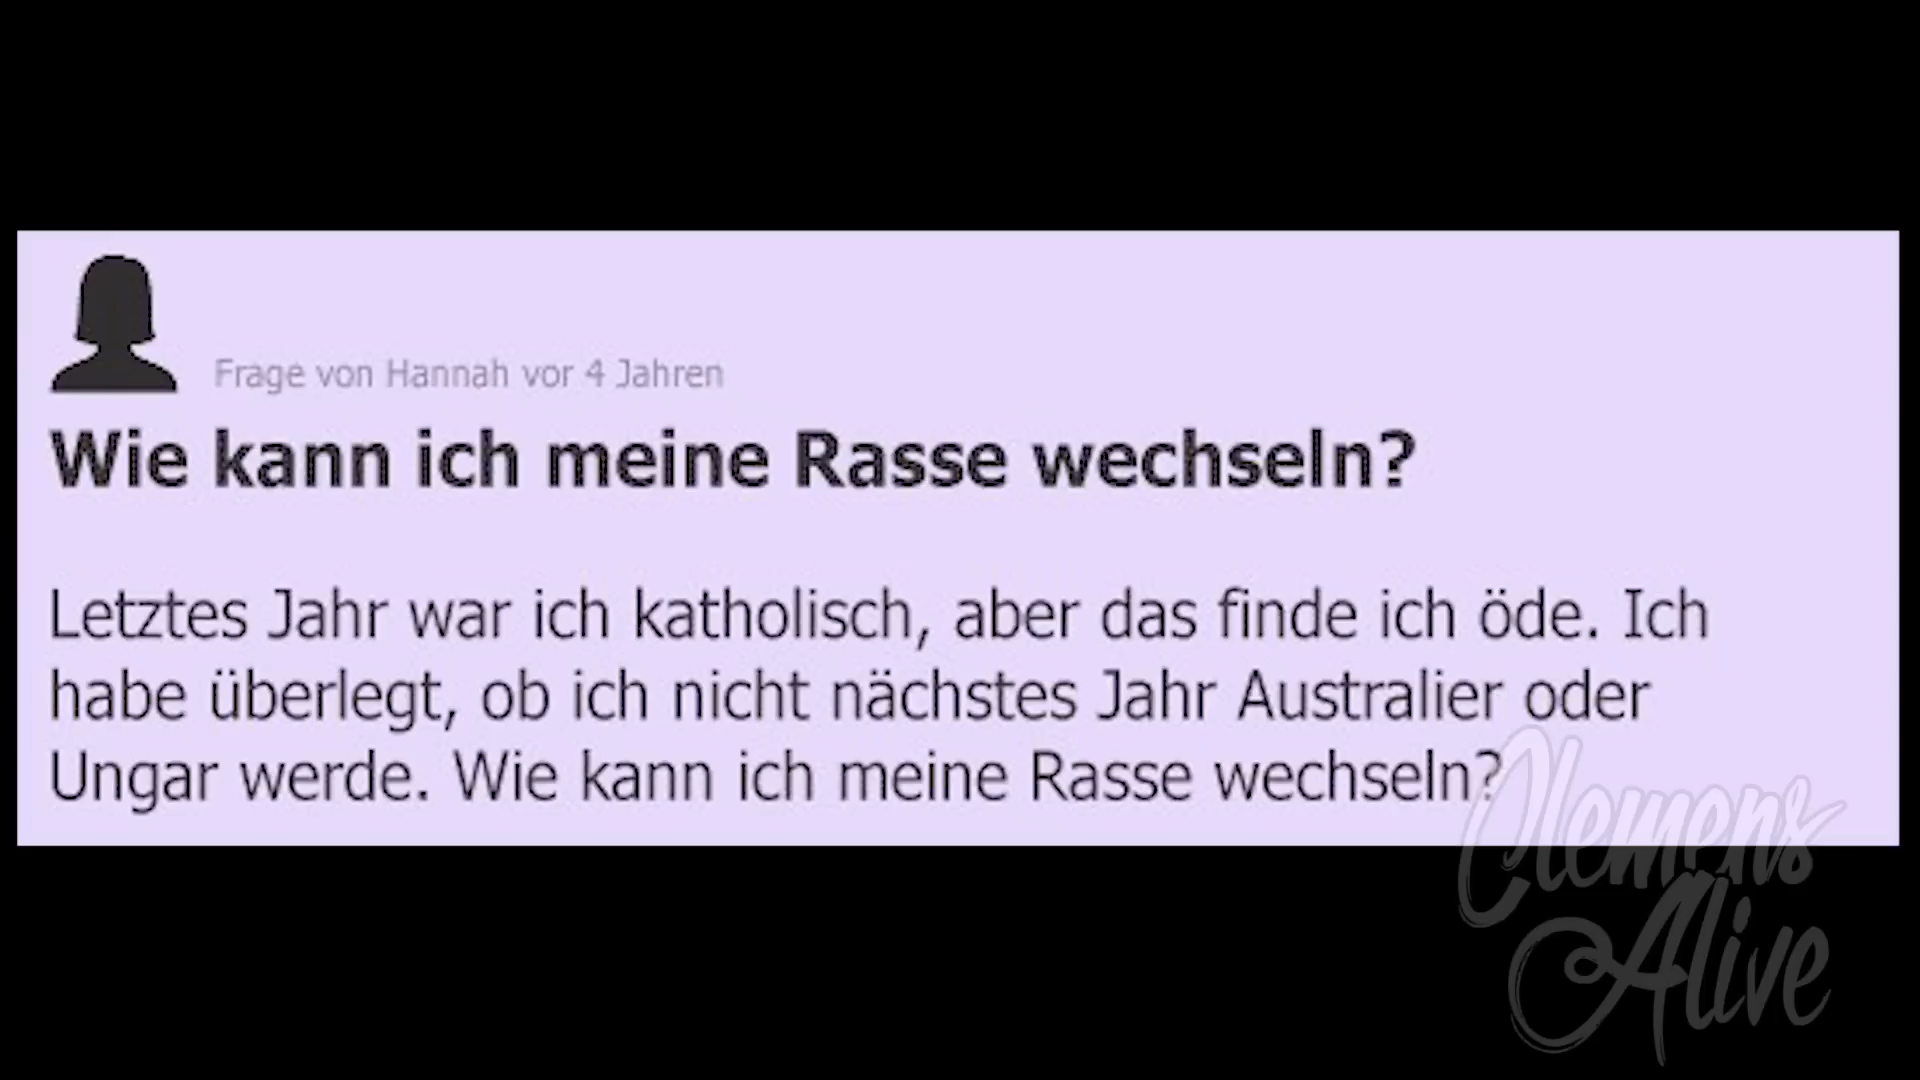 Frage von Hannah vor 4 Jahren
Wie kann ich meine Rasse wechseln?
Letztes Jahr war ich katholisch, aber das finde ich öde. Ich
habe überlegt, ob ich nicht nächstes Jahr Australier oder
Ungar werde. Wie kann ich meine Rasse wechseln?
Clemens
Alive